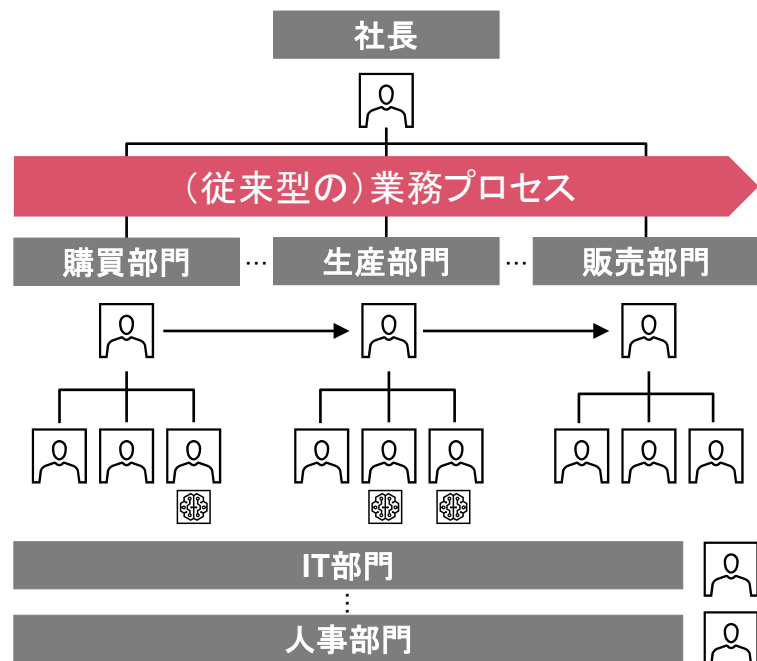 社長
（従来型の）業務プロセス
購買部門 … 生産部門 … 販売部門
IT部門
…
人事部門